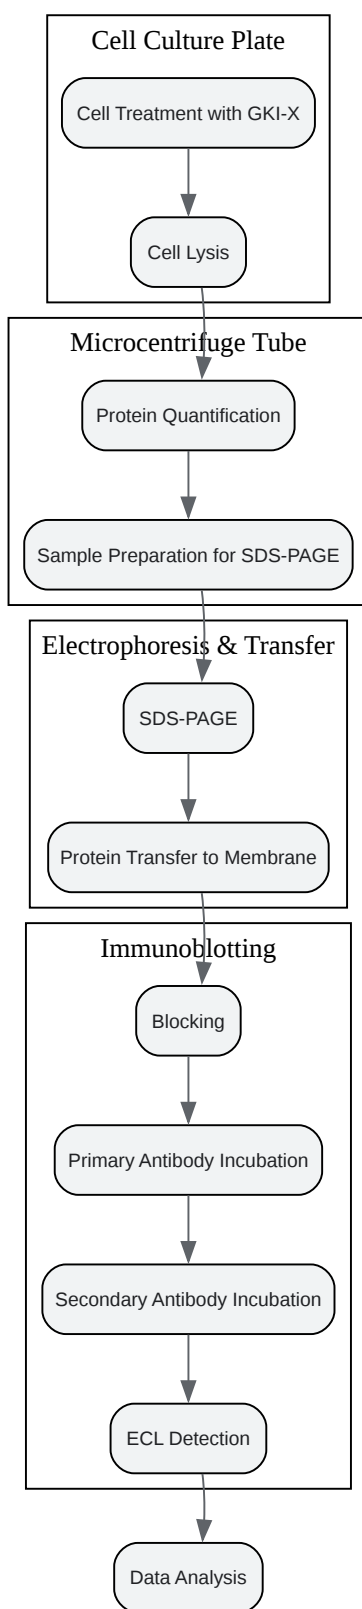 Cell Culture Plate
Cell Treatment with GKI-X
Cell Lysis
Microcentrifuge Tube
Protein Quantification
Sample Preparation for SDS-PAGE
Electrophoresis & Transfer
SDS-PAGE
Protein Transfer to Membrane
Immunoblotting
Blocking
Primary Antibody Incubation
Secondary Antibody Incubation
ECL Detection
Data Analysis